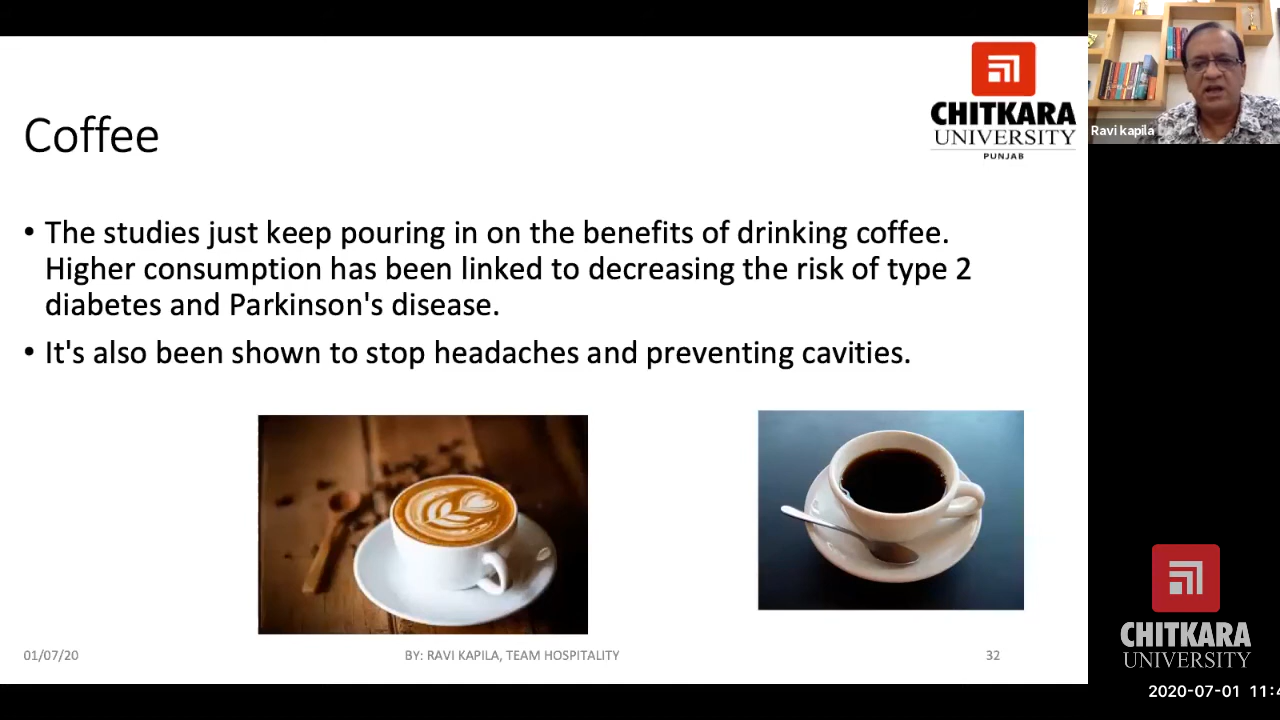 Coffee
CHITKARA
UNIVERSITY
PUNJAB
• The studies just keep pouring in on the benefits of drinking coffee.
Higher consumption has been linked to decreasing the risk of type 2
diabetes and Parkinson's disease.
• It's also been shown to stop headaches and preventing cavities.
01/07/20
BY: RAVI KAPILA, TEAM HOSPITALITY
32
Ravi kapila
CHITKARA
UNIVERSITY
2020-07-01 11:4